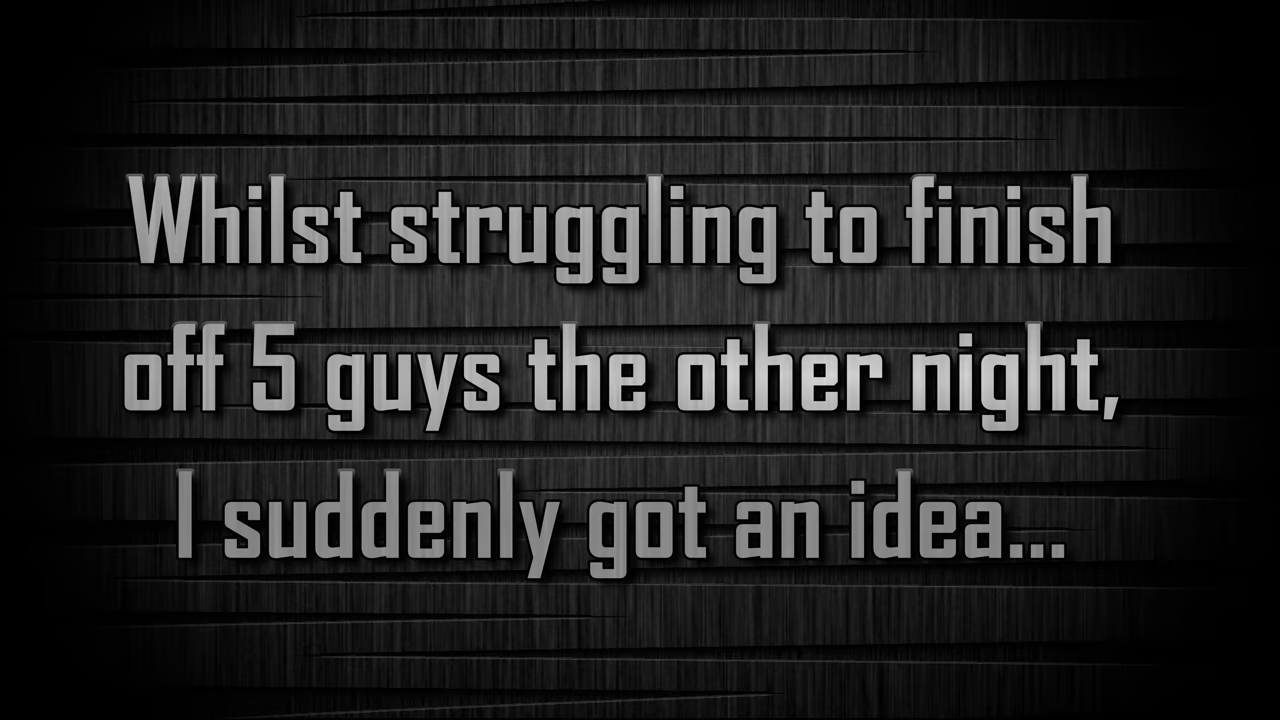 Whilst struggling to finish
off 5 guys the other night,
I suddenly got an idea...